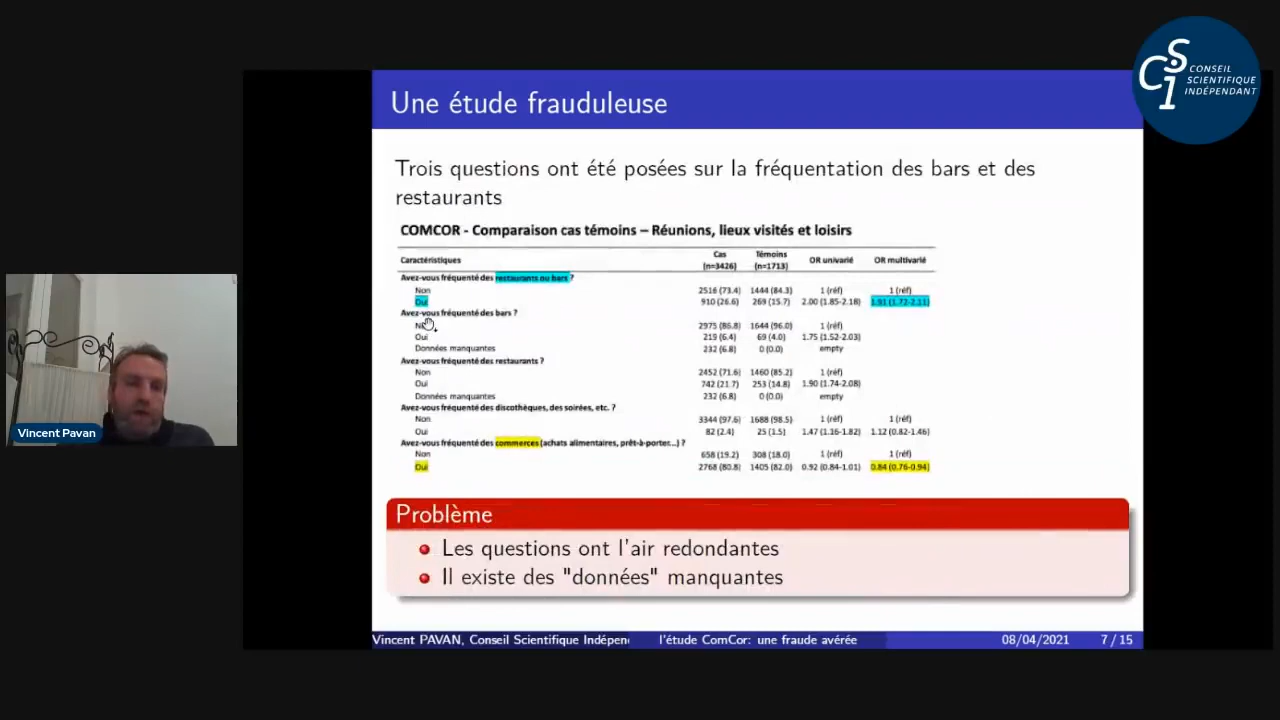 CSI CONSEIL
SCIENTIFIQUE
INDÉPENDANT
Une étude frauduleuse
Trois questions ont été posées sur la fréquentation des bars et des
restaurants
COMCOR - Comparaison cas témoins – Réunions, lieux visités et loisirs
Caractéristiques Cas (n=3426) Témoins (n=1713) OR univarié OR multivarié
Avez-vous fréquenté des restaurants ou bars ?
Non 2516 (73.4) 1444 (84.3) 1 (réf) 1 (réf)
Oui 910 (26.6) 269 (15.7) 2.00 (1.85-2.18) 1.91 (1.72-2.11)
Avez-vous fréquenté des bars ?
2975 (86.8) 1644 (96.0) 1 (réf)
Oui 219 (6.4) 69 (4.0) 1.75 (1.52-2.03)
Données manquantes 232 (6.8) 0 (0.0) empty
Avez-vous fréquenté des restaurants ?
Non 2452 (71.6) 1460 (85.2) 1 (réf)
Oui 742 (21.7) 253 (14.8) 1.90 (1.74-2.08)
Données manquantes 232 (6.8) 0 (0.0) empty
Avez-vous fréquenté des discothèques, des soirées, etc. ?
Non 3344 (97.6) 1688 (98.5) 1 (réf) 1 (réf)
Oui 82 (2.4) 25 (1.5) 1.47 (1.16-1.82) 1.12 (0.82-1.46)
Avez-vous fréquenté des commerces (achats alimentaires, prêt-à-porter...) ?
Non 658 (19.2) 308 (18.0) 1 (réf) 1 (réf)
Oui 2768 (80.8) 1405 (82.0) 0.92 (0.84-1.01) 0.84 (0.76-0.94)
Vincent Pavan
Problème
Les questions ont l'air redondantes
Il existe des "données" manquantes
Vincent PAVAN, Conseil Scientifique Indépen l'étude ComCor: une fraude avérée 08/04/2021 7 / 15